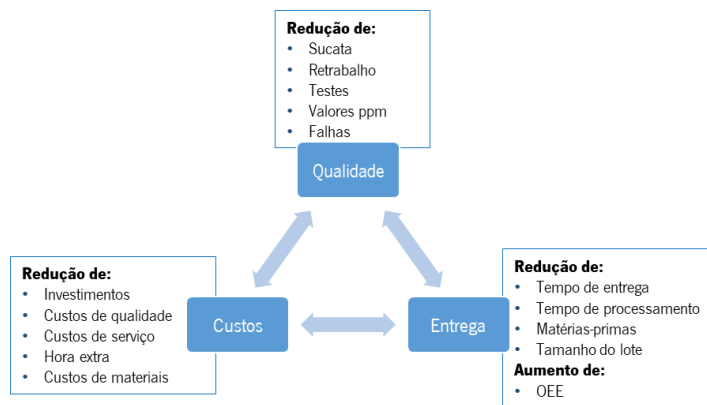 Redução de:
• Sucata
• Retrabalho
• Testes
• Valores ppm
• Falhas
Qualidade
Redução de:
• Investimentos
• Custos de qualidade
• Custos de serviço
• Hora extra
• Custos de materiais
Custos
Entrega
Redução de:
• Tempo de entrega
• Tempo de processamento
• Matérias-primas
• Tamanho do lote
Aumento de:
• OEE